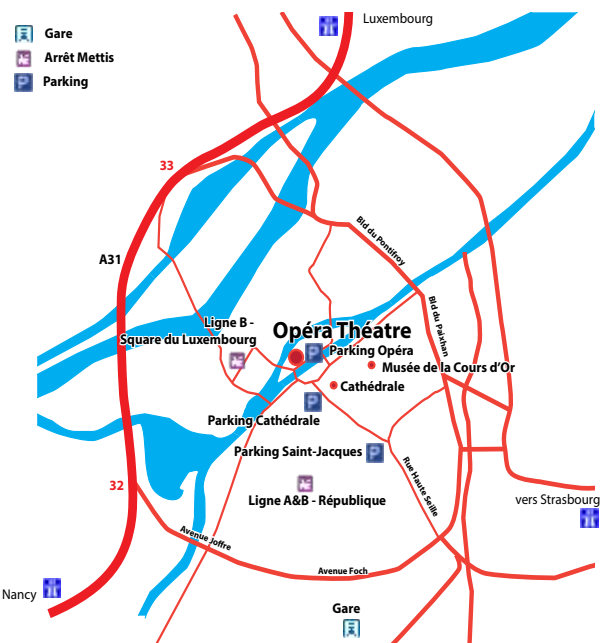 Luxembourg
Gare
Arrêt Mettis
Parking
33
Bld du Pontifroy
A31
Bld du Paixhan
Ligne B -
Square du Luxembourg
Opéra Théatre
Parking Opéra
Musée de la Cours d'Or
Cathédrale
Parking Cathédrale
Parking Saint-Jacques
32
Rue Haute Seille
Ligne A&B - République
vers Strasbourg
Avenue Joffre
Avenue Foch
Nancy
Gare